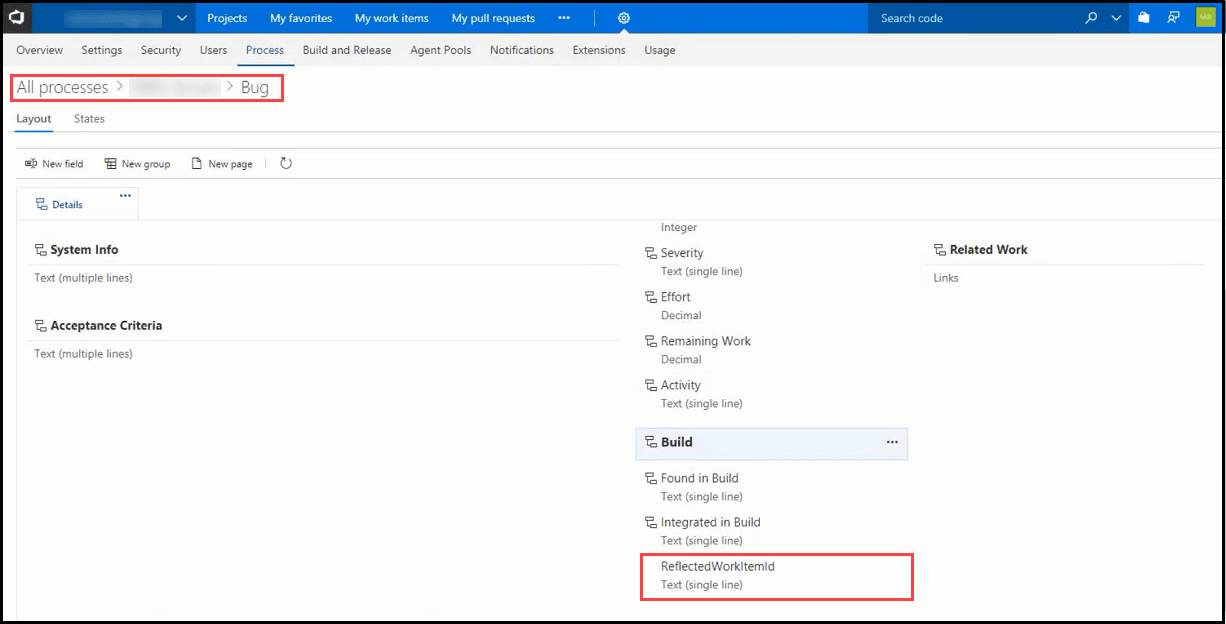 Projects My favorites My work items My pull requests ··· Search code
Overview Settings Security Users Process Build and Release Agent Pools Notifications Extensions Usage
All processes > > Bug
Layout States
New field New group New page
Details ···
System Info
Text (multiple lines)
Acceptance Criteria
Text (multiple lines)
Integer
Severity
Text (single line)
Effort
Decimal
Remaining Work
Decimal
Activity
Text (single line)
Build ···
Found in Build
Text (single line)
Integrated in Build
Text (single line)
ReflectedWorkItemId
Text (single line)
Related Work
Links